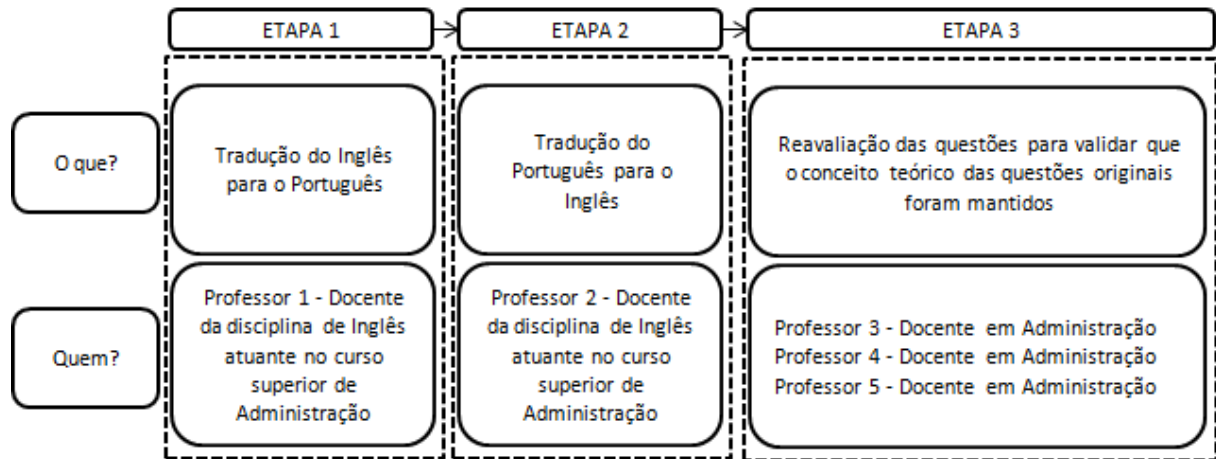 ETAPA 1
ETAPA 2
ETAPA 3
O que?
Tradução do Inglês
para o Português
Tradução do
Português para o
Inglês
Reavaliação das questões para validar que
o conceito teórico das questões originais
foram mantidos
Quem?
Professor 1 - Docente
da disciplina de Inglês
atuante no curso
superior de
Administração
Professor 2 - Docente
da disciplina de Inglês
atuante no curso
superior de
Administração
Professor 3 - Docente em Administração
Professor 4 - Docente em Administração
Professor 5 - Docente em Administração